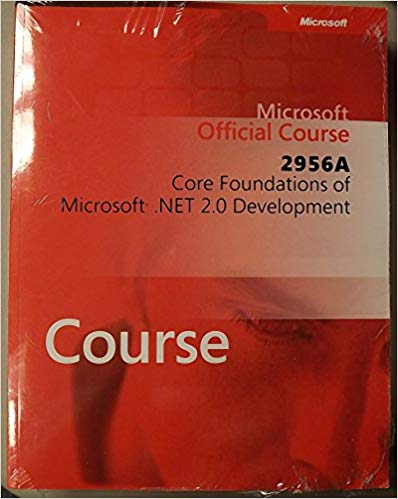 Microsoft
Microsoft
Official Course
2956A
Core Foundations of
Microsoft .NET 2.0 Development
Course